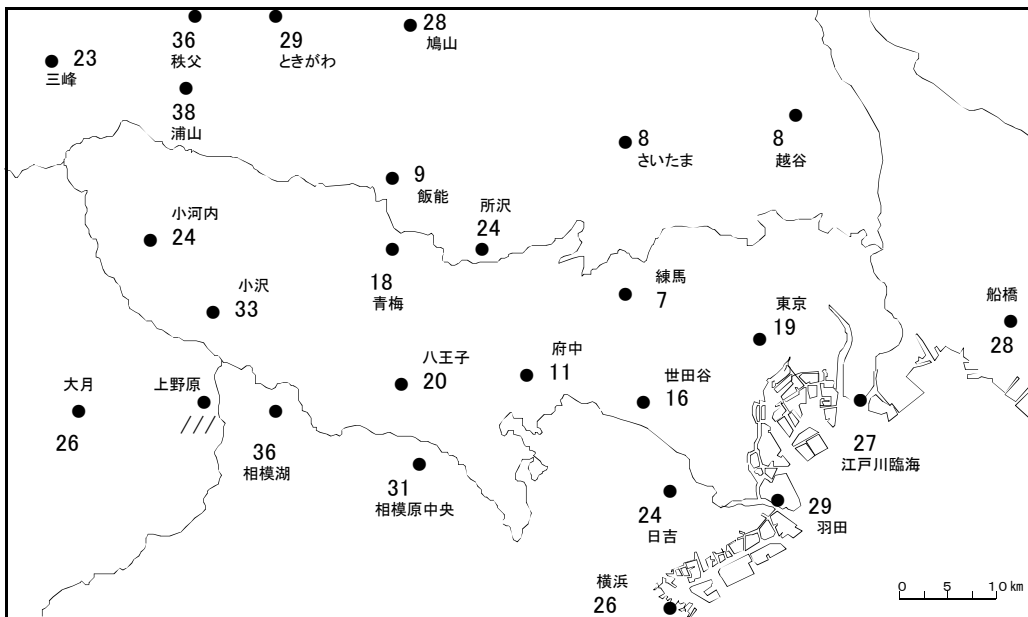 23
三峰
36
秩父
29
ときがわ
28
鳩山
38
浦山
8
さいたま
8
越谷
9
飯能
小河内
24
所沢
24
18
青梅
小沢
33
練馬
7
東京
19
船橋
28
大月
26
上野原
///
36
相模湖
八王子
20
府中
11
世田谷
16
27
江戸川臨海
31
相模原中央
24
日吉
29
羽田
横浜
26
0 5 10km